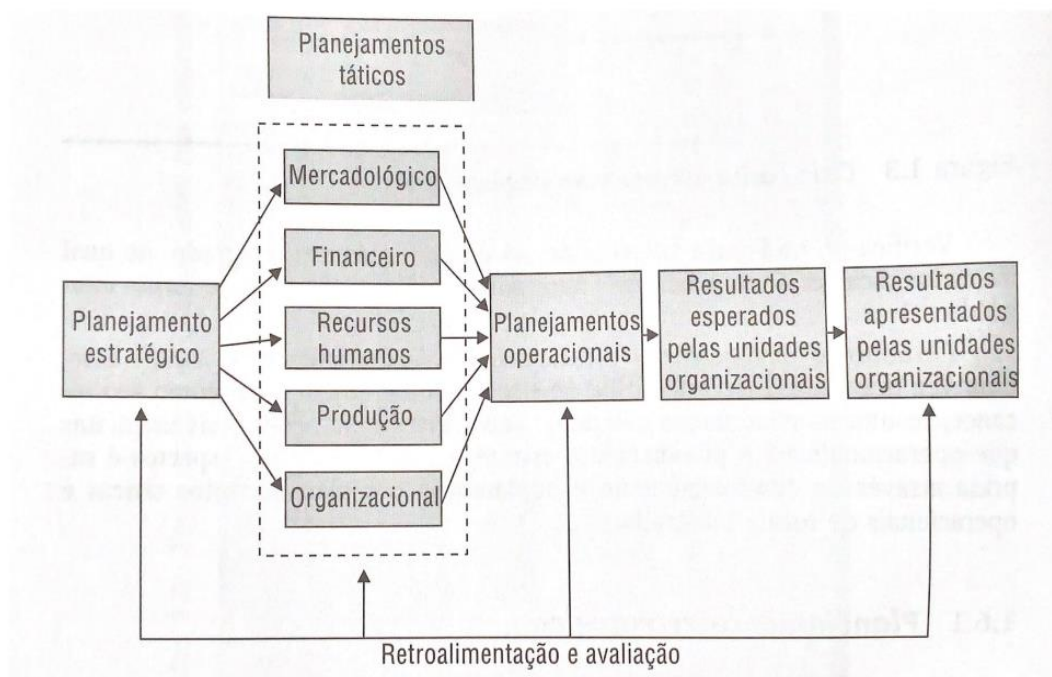 Planejamentos
táticos
Mercadológico
Financeiro
Recursos
humanos
Produção
Organizacional
Planejamento
estratégico
Planejamentos
operacionais
Resultados
esperados
pelas unidades
organizacionais
Resultados
apresentados
pelas unidades
organizacionais
Retroalimentação e avaliação